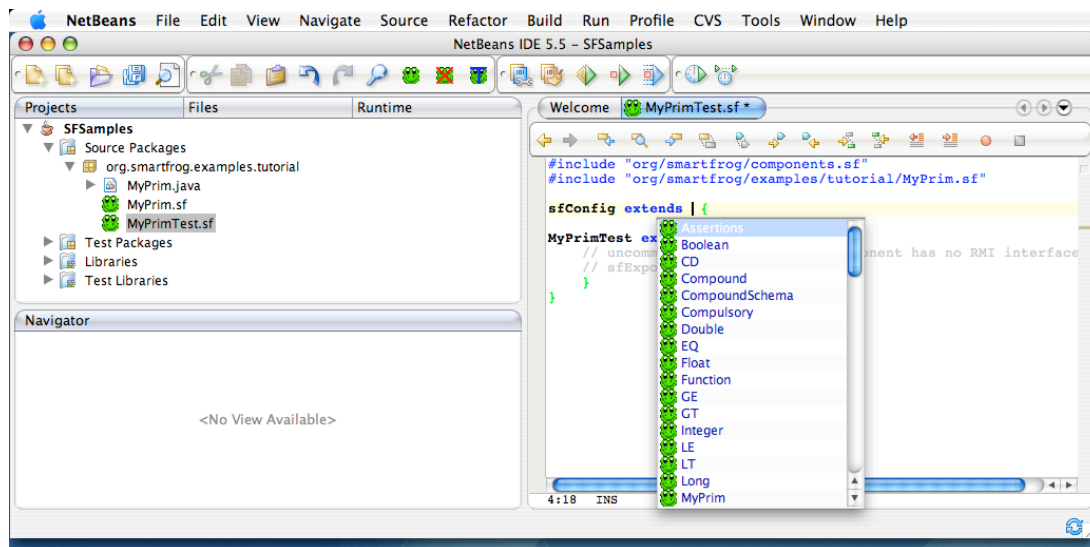 NetBeans File Edit View Navigate Source Refactor Build Run Profile CVS Tools Window Help
NetBeans IDE 5.5 - SFSamples
Projects Files Runtime
Welcome MyPrimTest.sf *
SFSamples
Source Packages
org.smartfrog.examples.tutorial
MyPrim.java
MyPrim.sf
MyPrimTest.sf
Test Packages
Libraries
Test Libraries
Navigator
<No View Available>
#include "org/smartfrog/components.sf"
#include "org/smartfrog/examples/tutorial/MyPrim.sf"
sfConfig extends {
MyPrimTest ex
// uncomm ponent has no RMI interface
// sfExpo
}
}
Assertions
Boolean
CD
Compound
CompoundSchema
Compulsory
Double
EQ
Float
Function
GE
GT
Integer
LE
LT
Long
MyPrim
4:18 INS